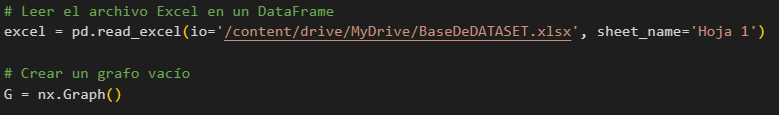 # Leer el archivo Excel en un DataFrame
excel = pd.read_excel(io='/content/drive/MyDrive/BaseDeDATASET.xlsx', sheet_name='Hoja 1')
# Crear un grafo vacío
G = nx.Graph()